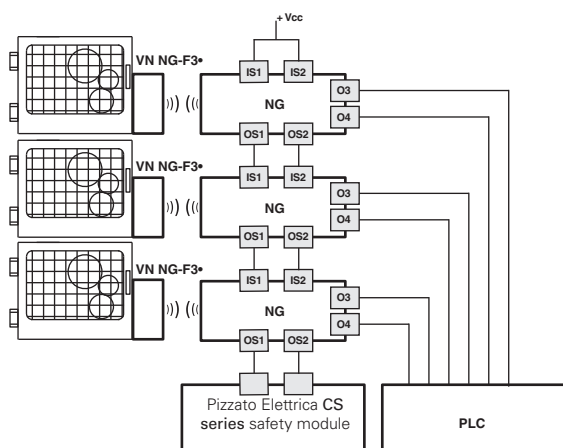 + Vcc
VN NG-F3•
IS1 IS2
NG
O3
O4
OS1 OS2
VN NG-F3•
IS1 IS2
NG
O3
O4
OS1 OS2
VN NG-F3•
IS1 IS2
NG
O3
O4
OS1 OS2
Pizzato Elettrica CS
series safety module
PLC